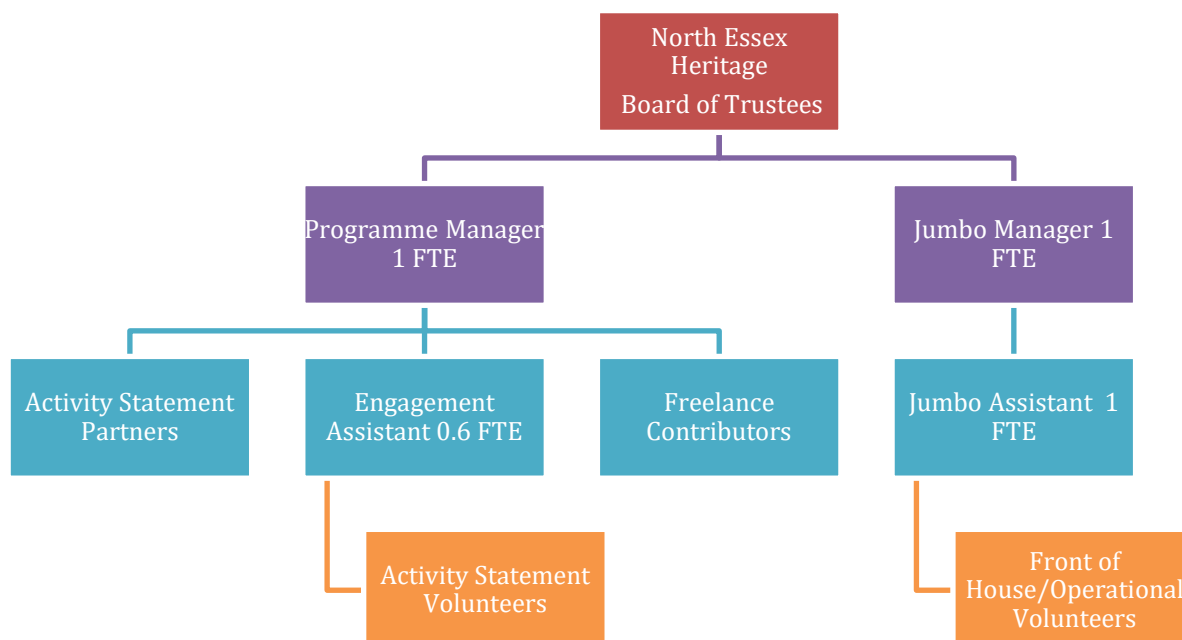 North Essex
Heritage
Board of Trustees
Programme Manager
1 FTE
Jumbo Manager 1
FTE
Activity Statement
Partners
Engagement
Assistant 0.6 FTE
Freelance
Contributors
Jumbo Assistant 1
FTE
Activity Statement
Volunteers
Front of
House/Operational
Volunteers